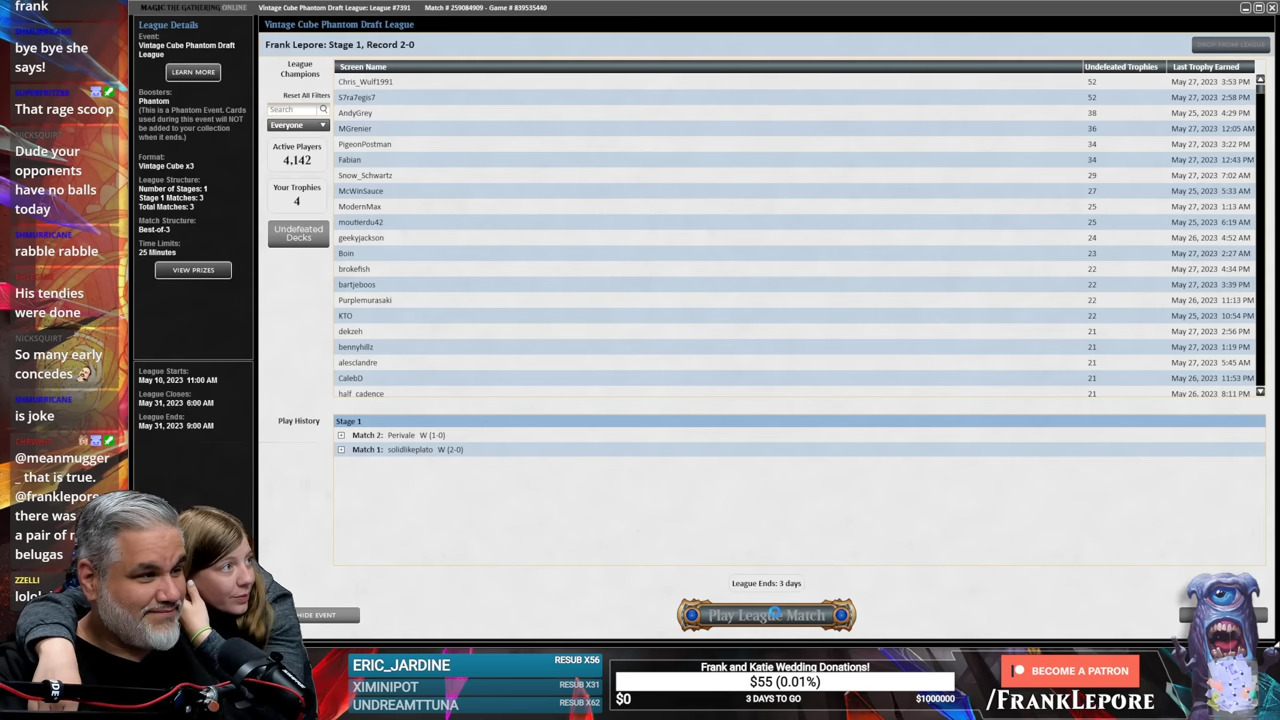 frank
SHMURRICANE
bye bye she
says!
SUPERFRITZ88
That rage scoop
NICKSQUIRT
Dude your
opponents
have no balls
today
SHMURRICANE
rabble rabble
His tendies
were done
NICKSQUIRT
So many early
concedes
SHMURRICANE
is joke
@meanmugger
_ that is true.
@franklepore
there was
a pair of
belugas
ZZELLI
MAGIC: THE GATHERING ONLINE
Vintage Cube Phantom Draft League: League #7391
Match # 259084909 - Game # 839535440
League Details
Event:
Vintage Cube Phantom Draft
League
LEARN MORE
Boosters:
Phantom
(This is a Phantom Event. Cards
used during this event will NOT
be added to your collection
when it ends.)
Format:
Vintage Cube x3
League Structure:
Number of Stages: 1
Stage 1 Matches: 3
Total Matches: 3
Match Structure:
Best-of-3
Time Limits:
25 Minutes
VIEW PRIZES
League Starts:
May 10, 2023 11:00 AM
League Closes:
May 31, 2023 6:00 AM
League Ends:
May 31, 2023 9:00 AM
Vintage Cube Phantom Draft League
Frank Lepore: Stage 1, Record 2-0
DROP FROM LEAGUE
League
Champions
Reset All Filters
Search
Everyone
Active Players
4,142
Your Trophies
4
Undefeated
Decks
Screen Name Undefeated Trophies Last Trophy Earned
Chris_Wulf1991 52 May 27, 2023 3:53 PM
S7ra7egis7 52 May 27, 2023 2:58 PM
AndyGrey 38 May 25, 2023 4:29 PM
MGrenier 36 May 27, 2023 12:05 AM
PigeonPostman 34 May 27, 2023 3:22 PM
Fabian 34 May 27, 2023 12:43 PM
Snow_Schwartz 29 May 27, 2023 7:02 AM
McWinSauce 27 May 25, 2023 5:33 AM
ModernMax 25 May 27, 2023 1:13 AM
moutierdu42 25 May 25, 2023 6:19 AM
geekyjackson 24 May 26, 2023 4:52 AM
Boin 23 May 27, 2023 2:27 AM
brokefish 22 May 27, 2023 4:34 PM
bartjeboos 22 May 27, 2023 3:39 PM
Purplemurasaki 22 May 26, 2023 11:13 PM
KTO 22 May 25, 2023 10:54 PM
dekzeh 21 May 27, 2023 2:56 PM
bennyhillz 21 May 27, 2023 1:19 PM
alesclandre 21 May 27, 2023 5:45 AM
CalebD 21 May 26, 2023 11:53 PM
half_cadence 21 May 26, 2023 8:11 PM
Play History
Stage 1
Match 2: Perivale W (1-0)
Match 1: solidlikeplato W (2-0)
League Ends: 3 days
Play League Match
HIDE EVENT
ERIC_JARDINE RESUB X56
XIMINIPOT RESUB X31
UNDREAMTTUNA RESUB X62
Frank and Katie Wedding Donations!
$55 (0.01%)
$0 3 DAYS TO GO $1000000
BECOME A PATRON
/FRANKLEPORE